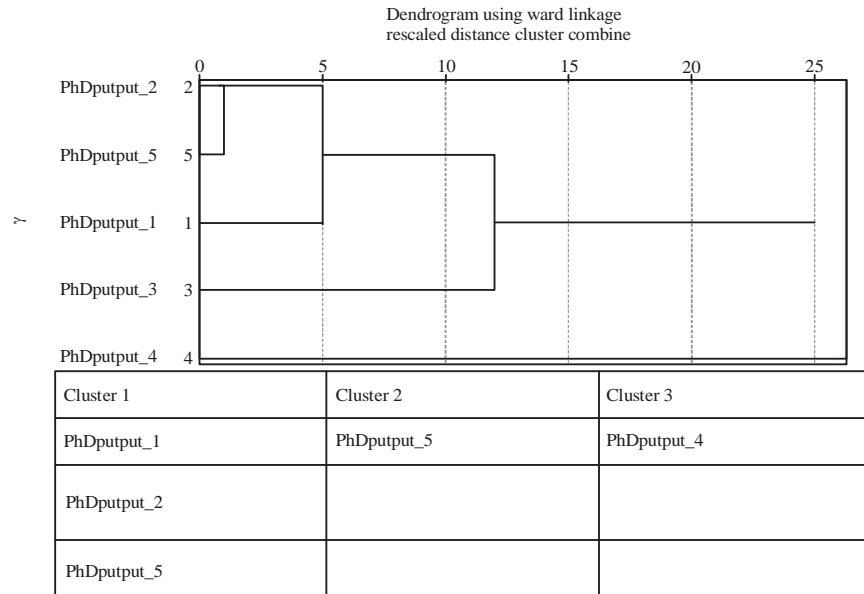 Dendrogram using ward linkage
rescaled distance cluster combine
0 5 10 15 20 25
PhDputput_2 2
PhDputput_5 5
γ
PhDputput_1 1
PhDputput_3 3
PhDputput_4 4
Cluster 1 Cluster 2 Cluster 3
PhDputput_1 PhDputput_5 PhDputput_4
PhDputput_2
PhDputput_5